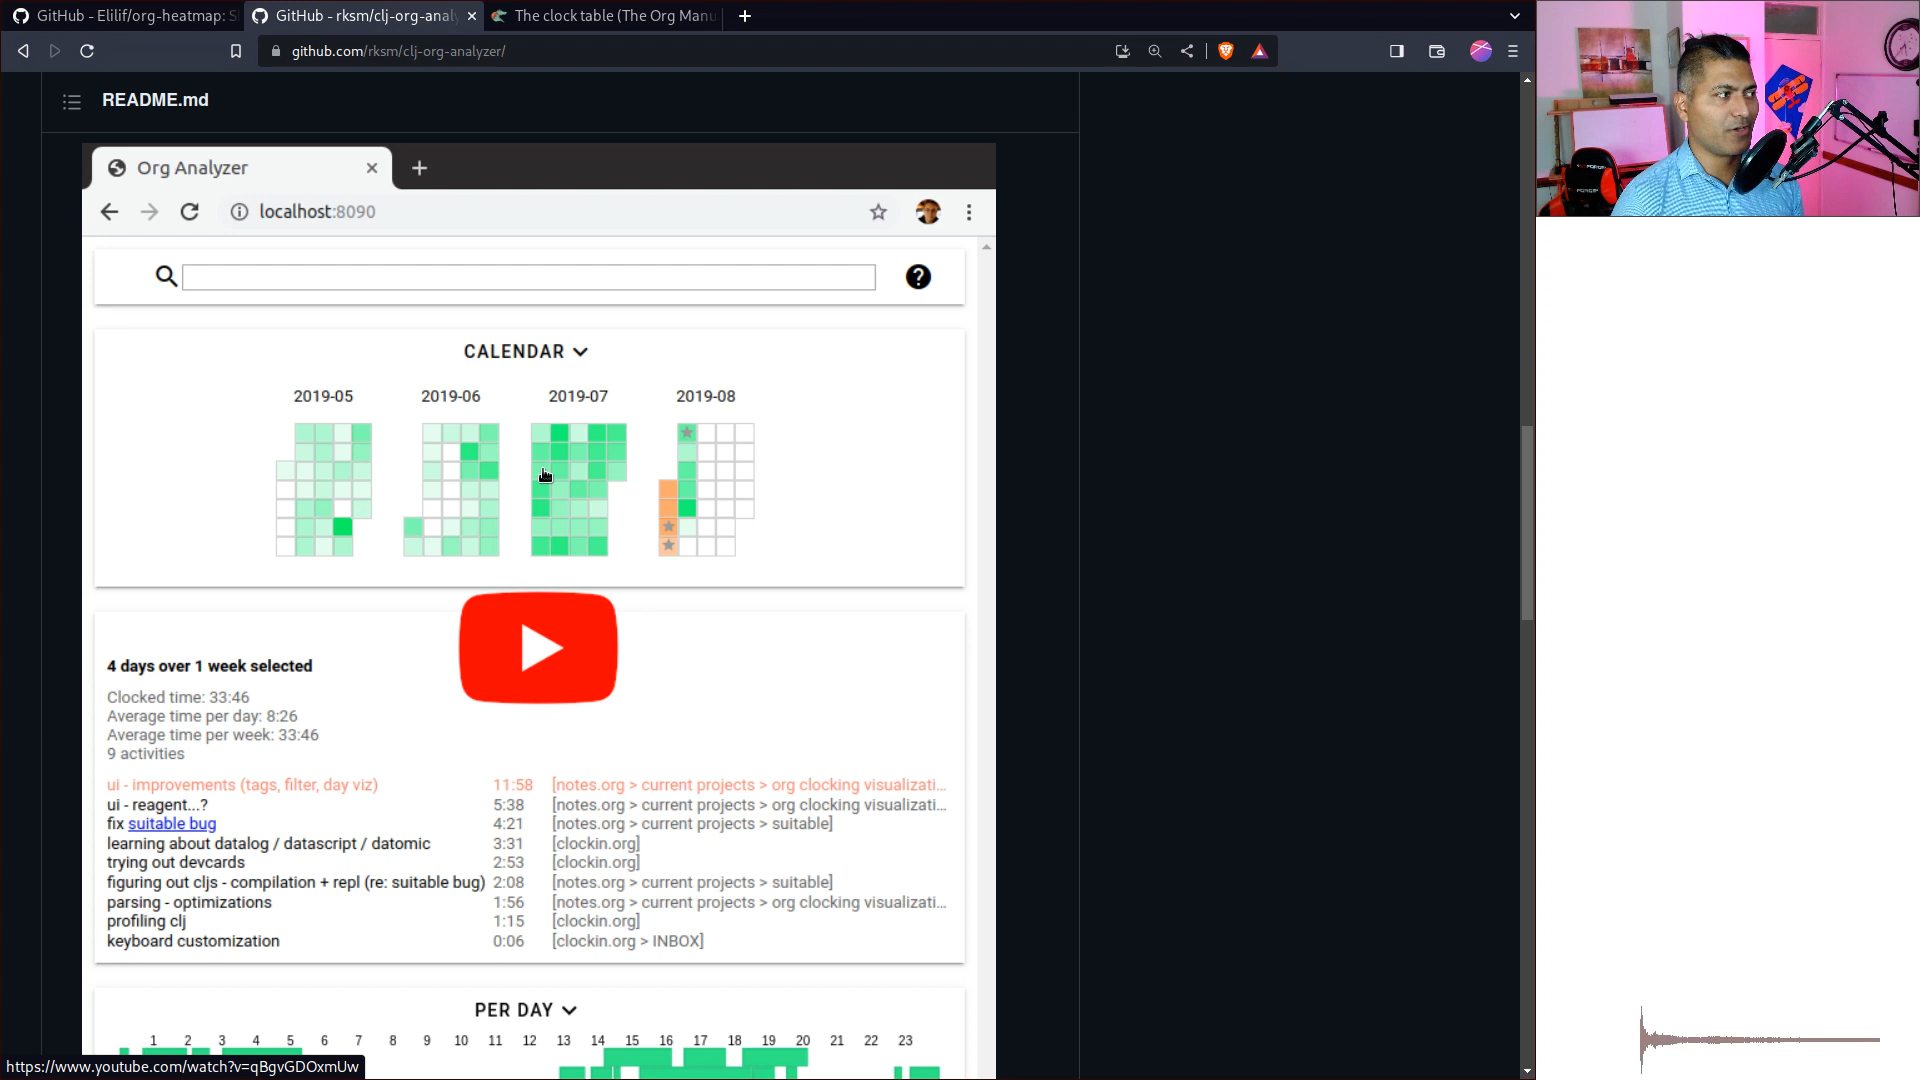 GitHub - Elilif/org-heatmap: S
GitHub - rksm/clj-org-analy
The clock table (The Org Manu
github.com/rksm/clj-org-analyzer/
README.md
Org Analyzer
localhost:8090
CALENDAR
2019-05 2019-06 2019-07 2019-08
4 days over 1 week selected
Clocked time: 33:46
Average time per day: 8:26
Average time per week: 33:46
9 activities
ui - improvements (tags, filter, day viz) 11:58 [notes.org > current projects > org clocking visualizati...
ui - reagent...? 5:38 [notes.org > current projects > org clocking visualizati...
fix suitable bug 4:21 [notes.org > current projects > suitable]
learning about datalog / datascript / datomic 3:31 [clockin.org]
trying out devcards 2:53 [clockin.org]
figuring out cljs - compilation + repl (re: suitable bug) 2:08 [notes.org > current projects > suitable]
parsing - optimizations 1:56 [notes.org > current projects > org clocking visualizati...
profiling clj 1:15 [clockin.org]
keyboard customization 0:06 [clockin.org > INBOX]
PER DAY
1 2 3 4 5 6 7 8 9 10 11 12 13 14 15 16 17 18 19 20 21 22 23
https://www.youtube.com/watch?v=qBgvGDOxmUw